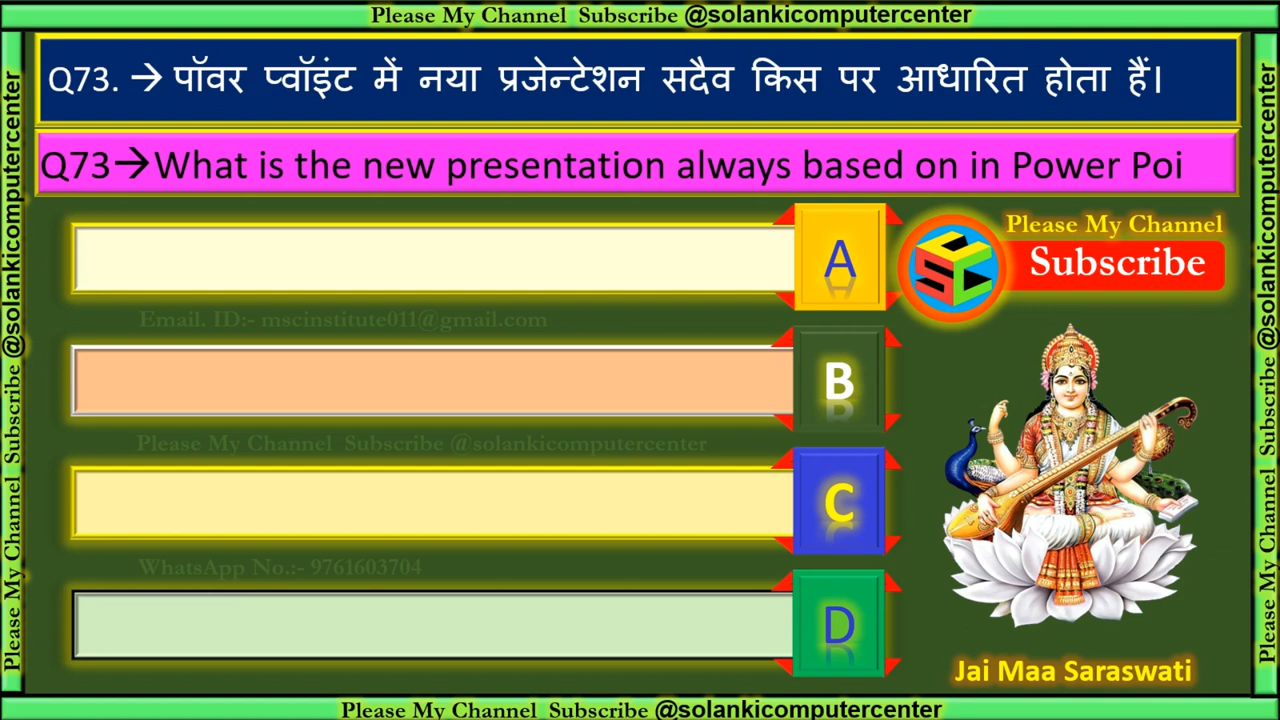 Please My Channel Subscribe @solankicomputercenter
Q73. → पॉवर प्वॉइंट में नया प्रजेन्टेशन सदैव किस पर आधारित होता हैं।
Q73→What is the new presentation always based on in Power Poi
A
Please My Channel
Subscribe
SCC
Email. ID:- mscinstitute011@gmail.com
B
Please My Channel Subscribe @solankicomputercenter
C
WhatsApp No.:- 9761603704
D
Jai Maa Saraswati
Please My Channel Subscribe @solankicomputercenter
Please My Channel Subscribe @solankicomputercenter
Please My Channel Subscribe @solankicomputercenter